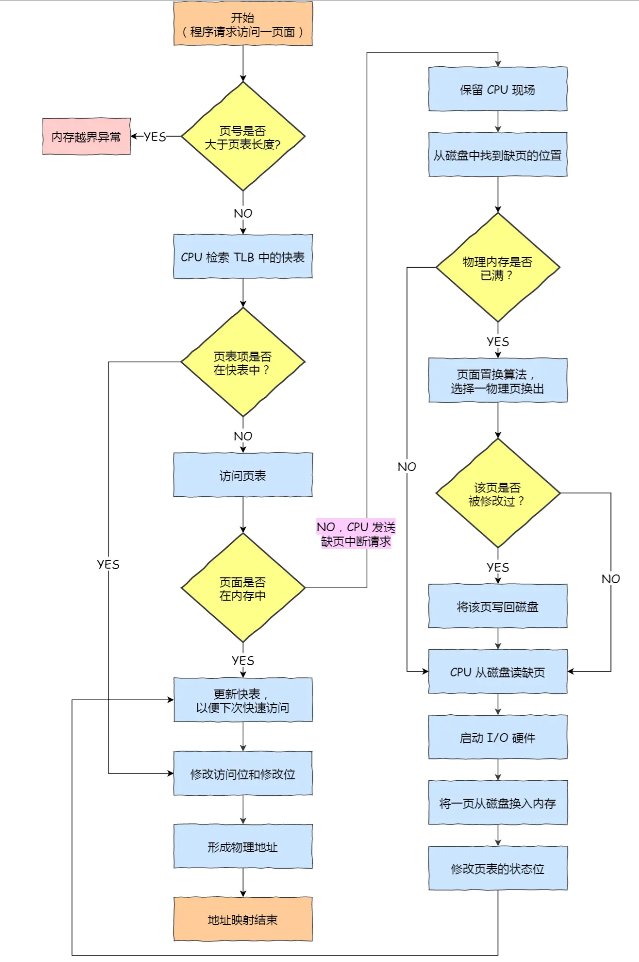 开始
（程序请求访问一页面）
页号是否
大于页表长度?
YES
内存越界异常
NO
CPU 检索 TLB 中的快表
页表项是否
在快表中？
NO
访问页表
YES
页面是否
在内存中
NO，CPU 发送
缺页中断请求
YES
更新快表，
以便下次快速访问
修改访问位和修改位
形成物理地址
地址映射结束
保留 CPU 现场
从磁盘中找到缺页的位置
物理内存是否
已满？
YES
NO
页面置换算法，
选择一物理页换出
该页是否
被修改过？
YES
NO
将该页写回磁盘
CPU 从磁盘读缺页
启动 I/O 硬件
将一页从磁盘换入内存
修改页表的状态位